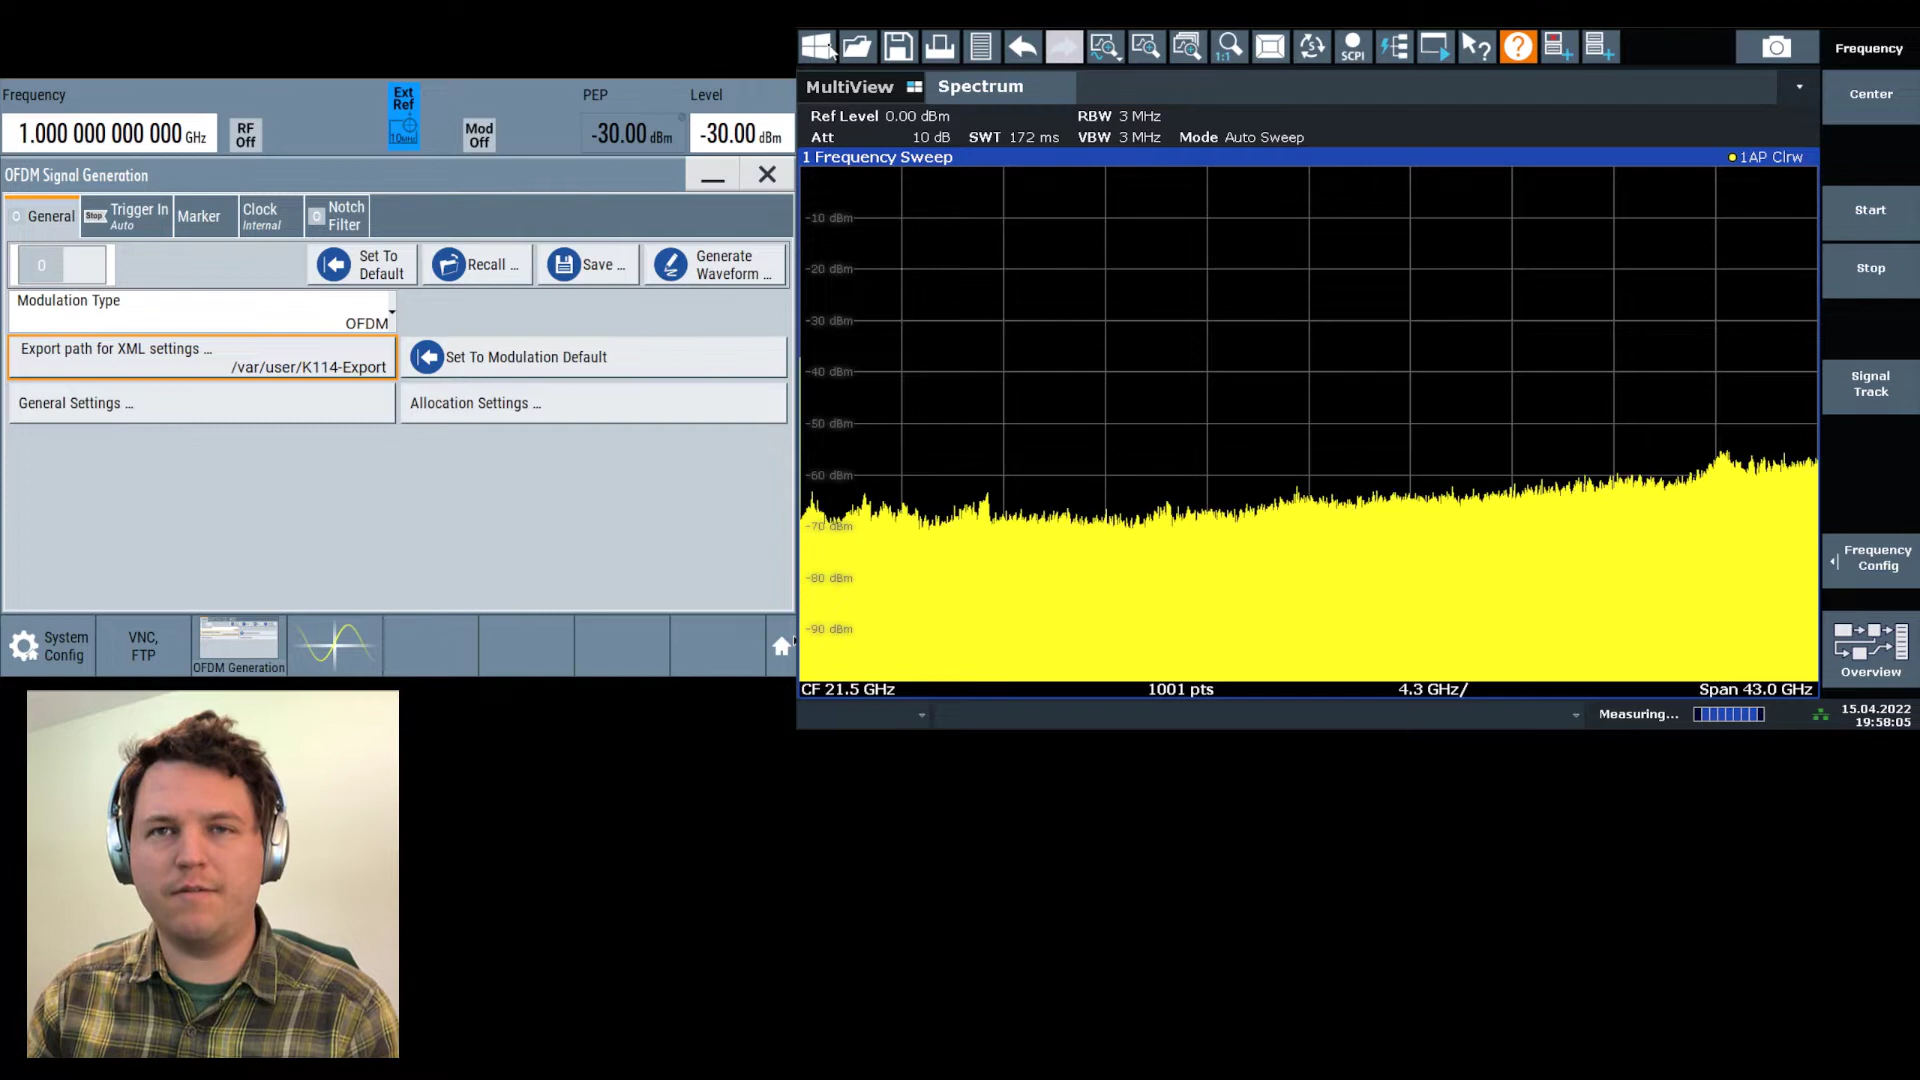 Frequency
1.000 000 000 000 GHz
RF
Off
Ext
Ref
10MHz
Mod
Off
PEP
-30.00 dBm
Level
-30.00 dBm
OFDM Signal Generation
General
Trigger In
Stop
Auto
Marker
Clock
Internal
Notch
Filter
0
Set To
Default
Recall ...
Save ...
Generate
Waveform ...
Modulation Type
OFDM
Export path for XML settings ...
/var/user/K114-Export
Set To Modulation Default
General Settings ...
Allocation Settings ...
System
Config
VNC,
FTP
OFDM Generation
1:1
SCPI
Frequency
MultiView
Spectrum
Ref Level 0.00 dBm
RBW 3 MHz
Att 10 dB SWT 172 ms VBW 3 MHz Mode Auto Sweep
1 Frequency Sweep
1AP Clrw
-10 dBm
-20 dBm
-30 dBm
-40 dBm
-50 dBm
-60 dBm
-70 dBm
-80 dBm
-90 dBm
CF 21.5 GHz
1001 pts
4.3 GHz/
Span 43.0 GHz
Measuring...
15.04.2022
19:58:05
Center
Start
Stop
Signal
Track
Frequency
Config
Overview